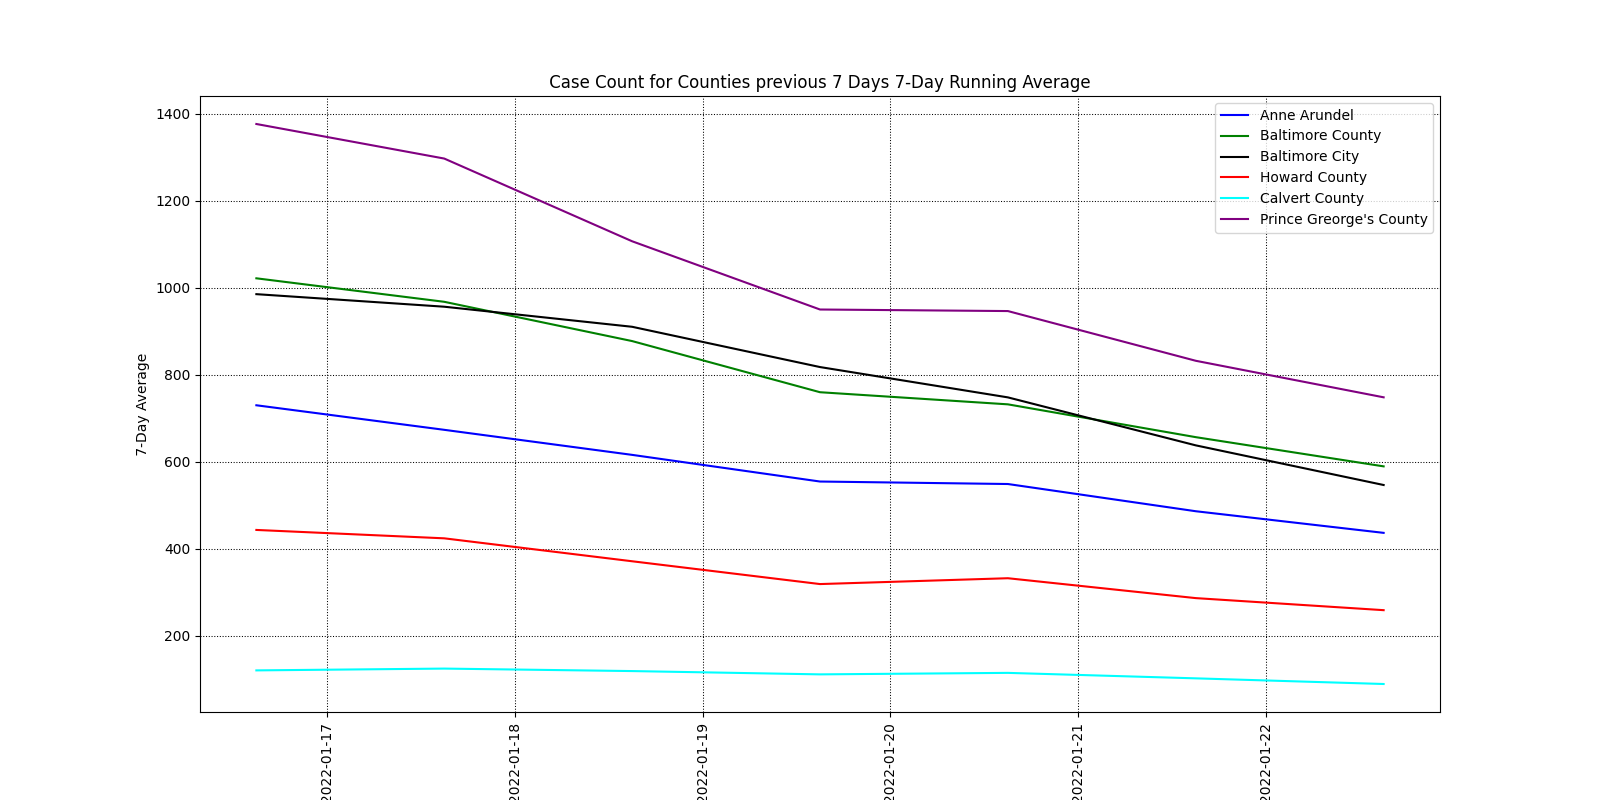 Case Count for Counties previous 7 Days 7-Day Running Average
1400
1200
1000
800
600
400
200
7-Day Average
Anne Arundel
Baltimore County
Baltimore City
Howard County
Calvert County
Prince Greorge's County
2022-01-17
2022-01-18
2022-01-19
2022-01-20
2022-01-21
2022-01-22